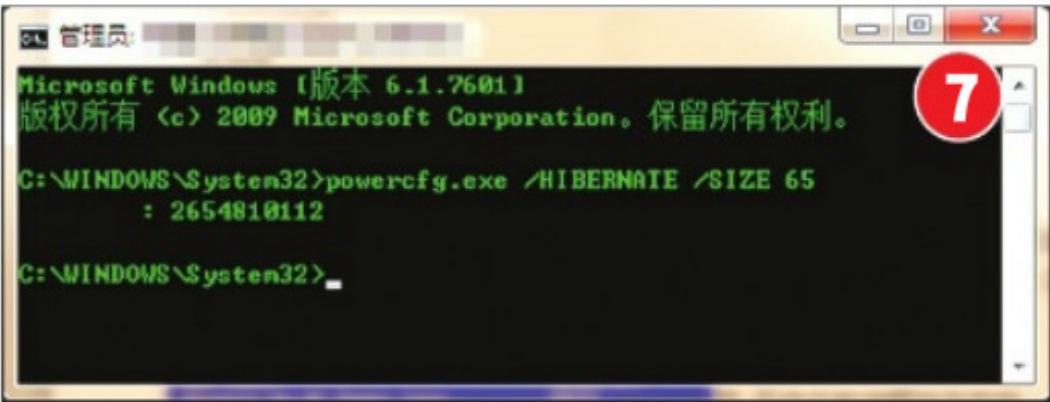 管理员:
7
Microsoft Windows [版本 6.1.7601]
版权所有 <c> 2009 Microsoft Corporation。保留所有权利。
C:\WINDOWS\System32>powercfg.exe /HIBERNATE /SIZE 65
: 2654810112
C:\WINDOWS\System32>